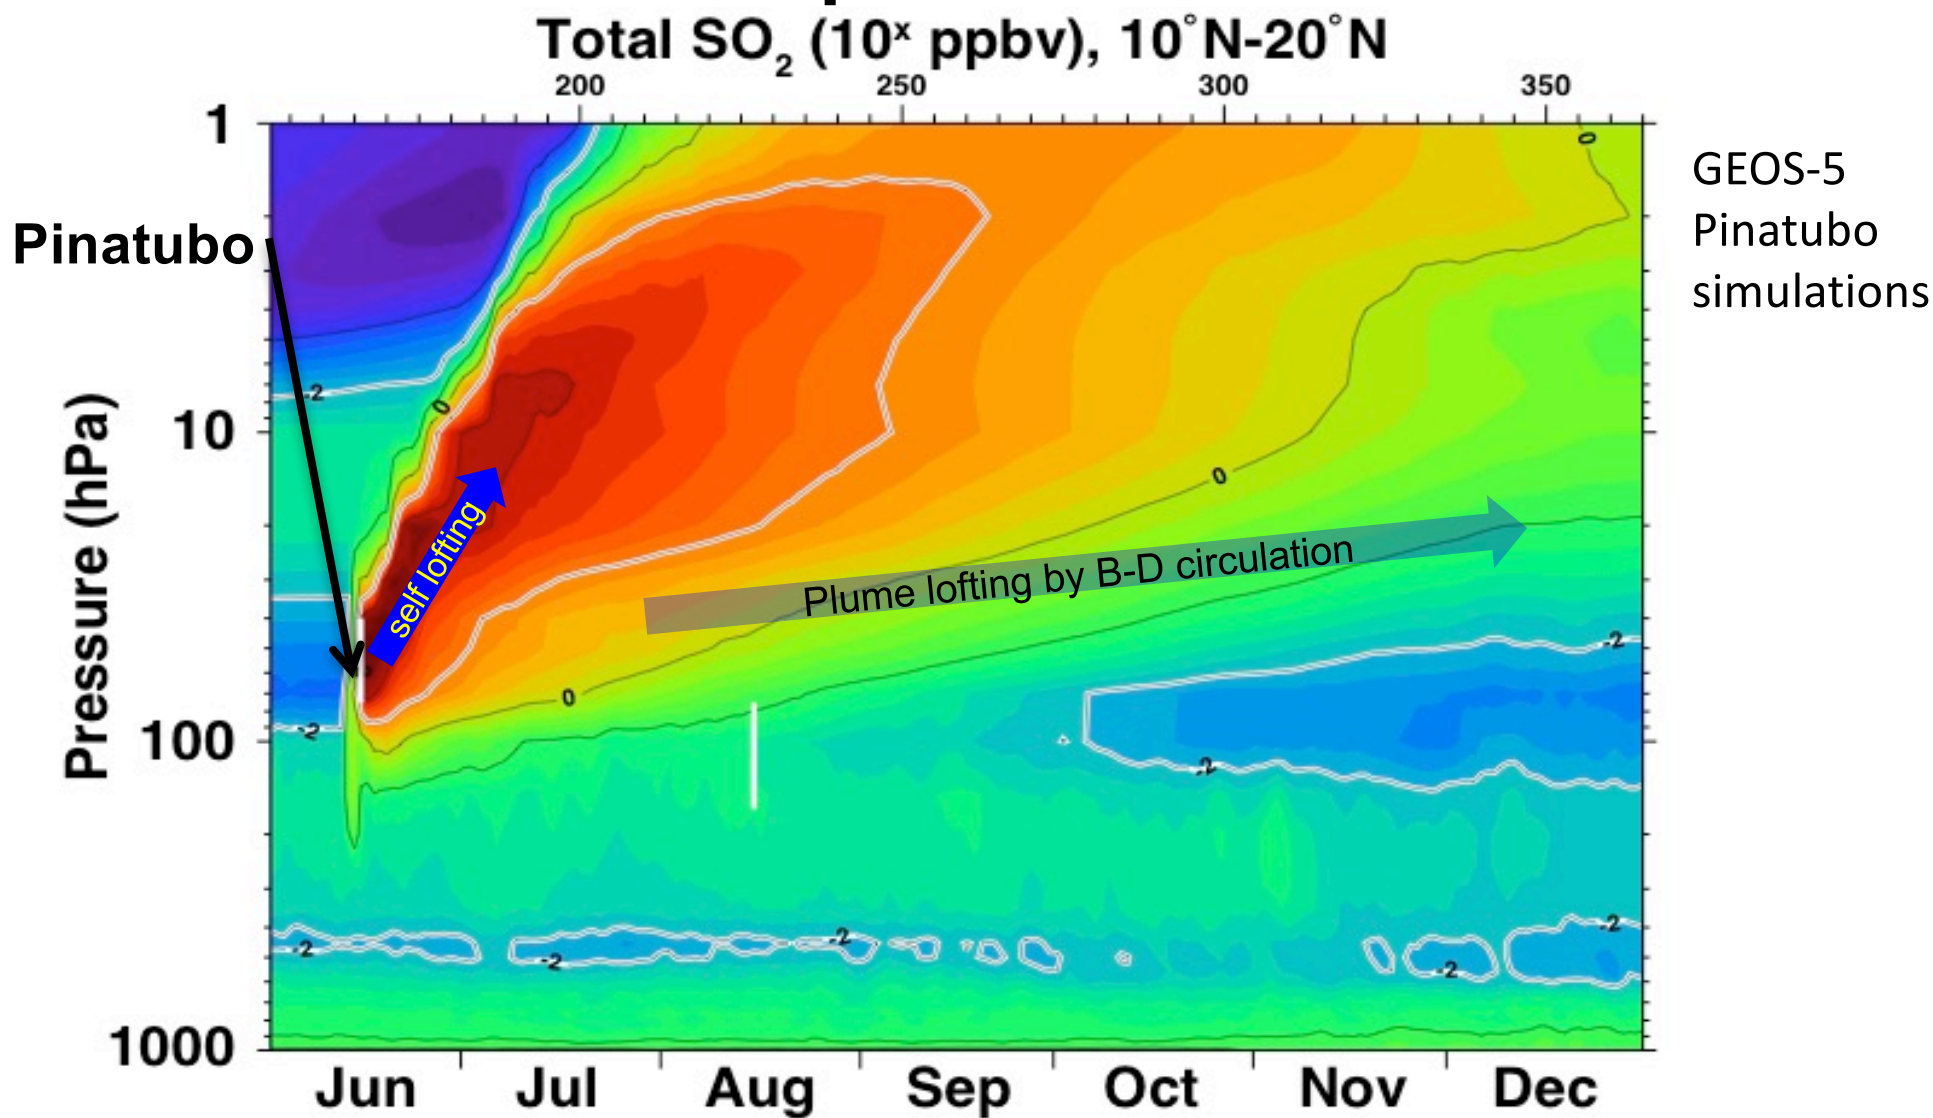 Total SO₂ (10ˣ ppbv), 10°N-20°N
200 250 300 350
1
10
100
1000
Pressure (hPa)
Pinatubo
GEOS-5
Pinatubo
simulations
self lofting
Plume lofting by B-D circulation
0
-2
0
0
0
-2
-2
-2
-2
-2
-2
-2
-2
-2
Jun Jul Aug Sep Oct Nov Dec